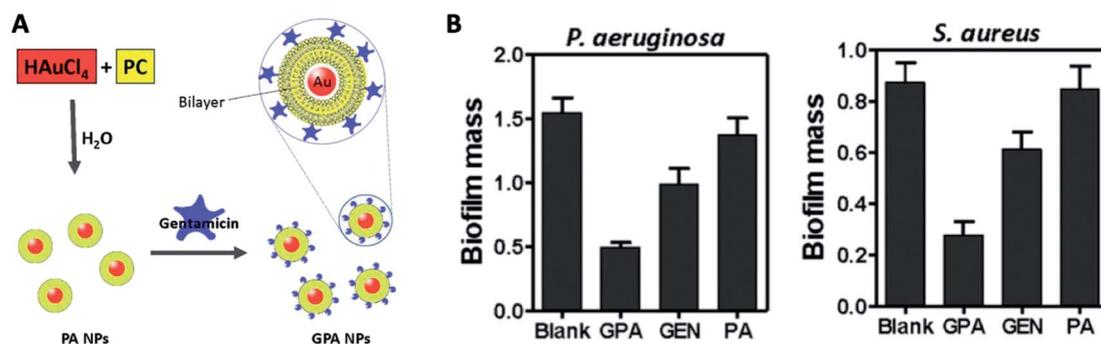 A
HAuCl₄ + PC
H₂O
Bilayer
Au
Gentamicin
PA NPs
GPA NPs
B
P. aeruginosa
Biofilm mass
2.0
1.5
1.0
0.5
0.0
Blank GPA GEN PA
S. aureus
Biofilm mass
1.0
0.8
0.6
0.4
0.2
0.0
Blank GPA GEN PA